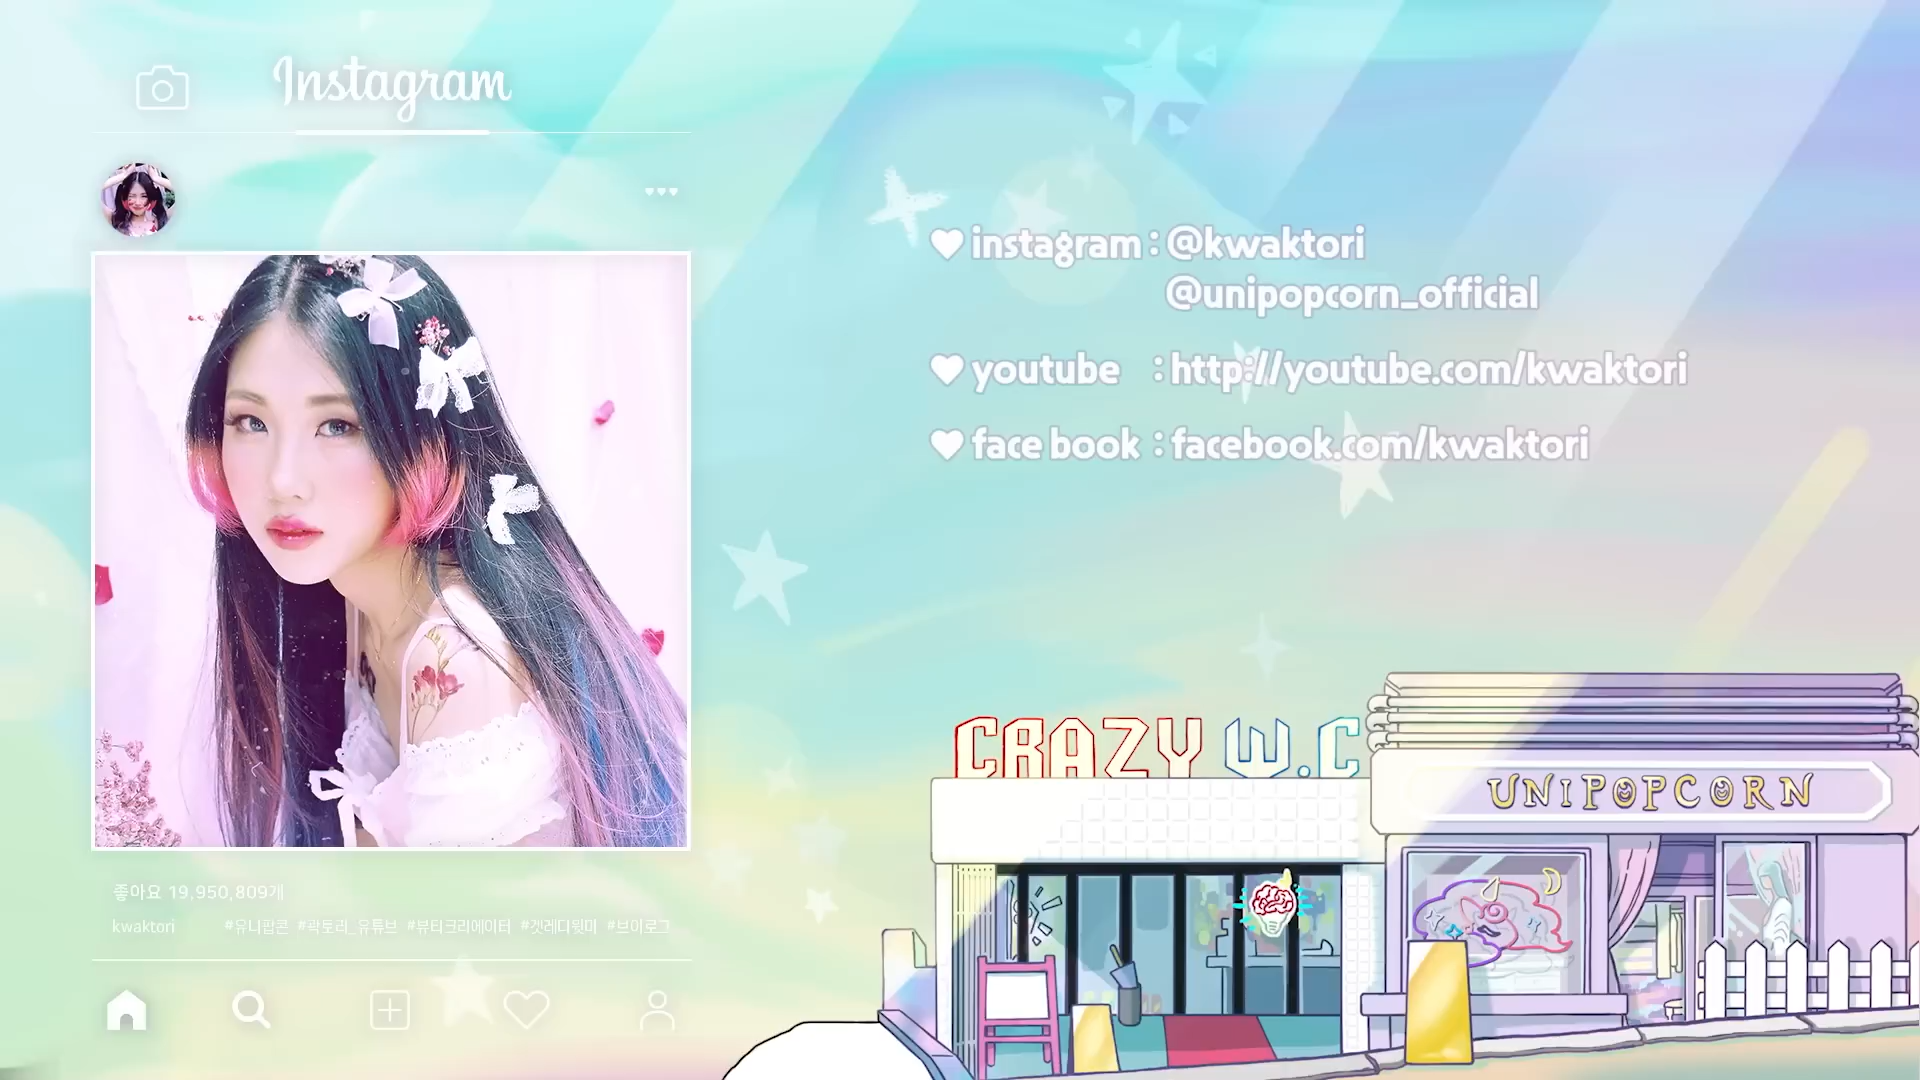 Instagram
instagram : @kwaktori
@unipopcorn_official
youtube : http://youtube.com/kwaktori
face book : facebook.com/kwaktori
좋아요 19,950,809개
kwaktori #유니팝콘 #곽토리_유튜브 #뷰티크리에이터 #겟레디윗미 #브이로그
CRAZY W.C
UNIPOPCORN